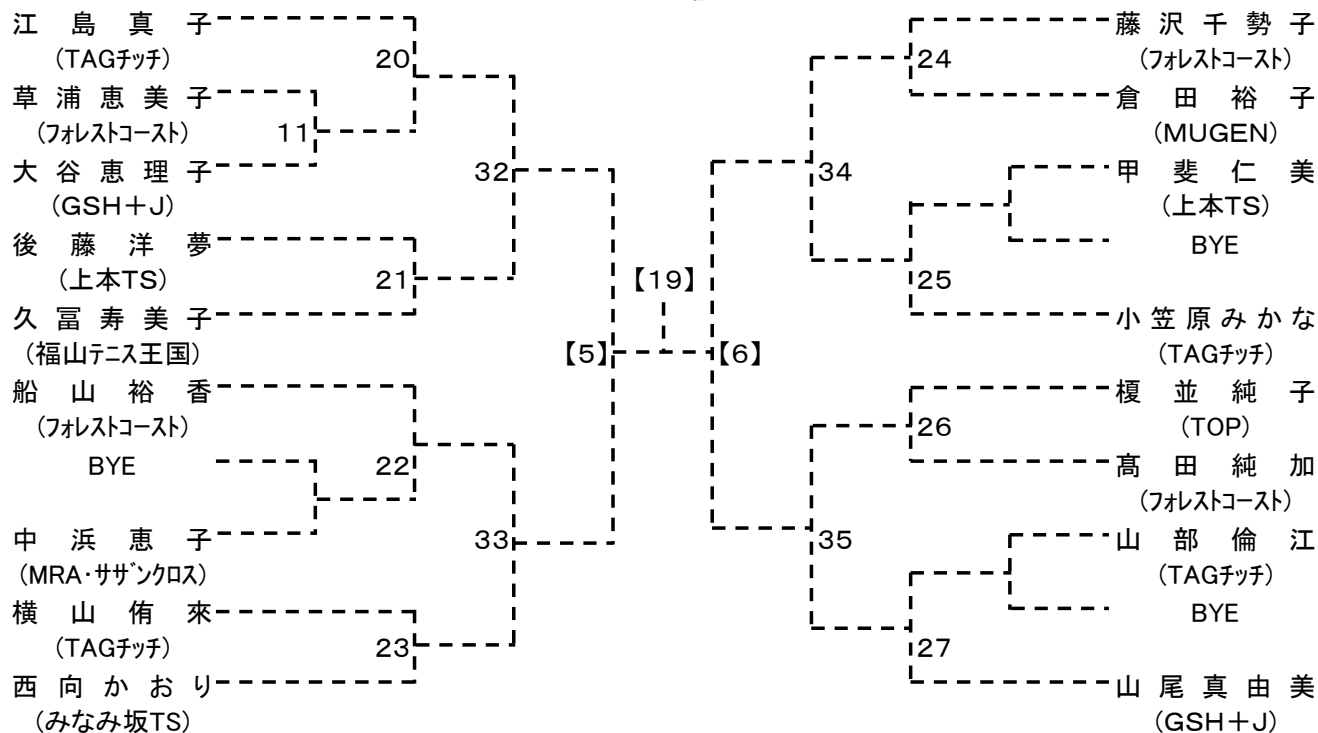 江島真子
(TAGチッチ)
20
草浦恵美子
(フォレストコースト)
11
大谷恵理子
(GSH+J)
32
後藤洋夢
(上本TS)
21
久冨寿美子
(福山テニス王国)
【5】
船山裕香
(フォレストコースト)
BYE
22
中浜恵子
(MRA・サザンクロス)
33
横山侑來
(TAGチッチ)
23
西向かおり
(みなみ坂TS)
【19】
藤沢千勢子
24
(フォレストコースト)
倉田裕子
(MUGEN)
34
甲斐仁美
(上本TS)
BYE
25
小笠原みかな
(TAGチッチ)
【6】
榎並純子
26
(TOP)
髙田純加
(フォレストコースト)
35
山部倫江
(TAGチッチ)
BYE
27
山尾真由美
(GSH+J)